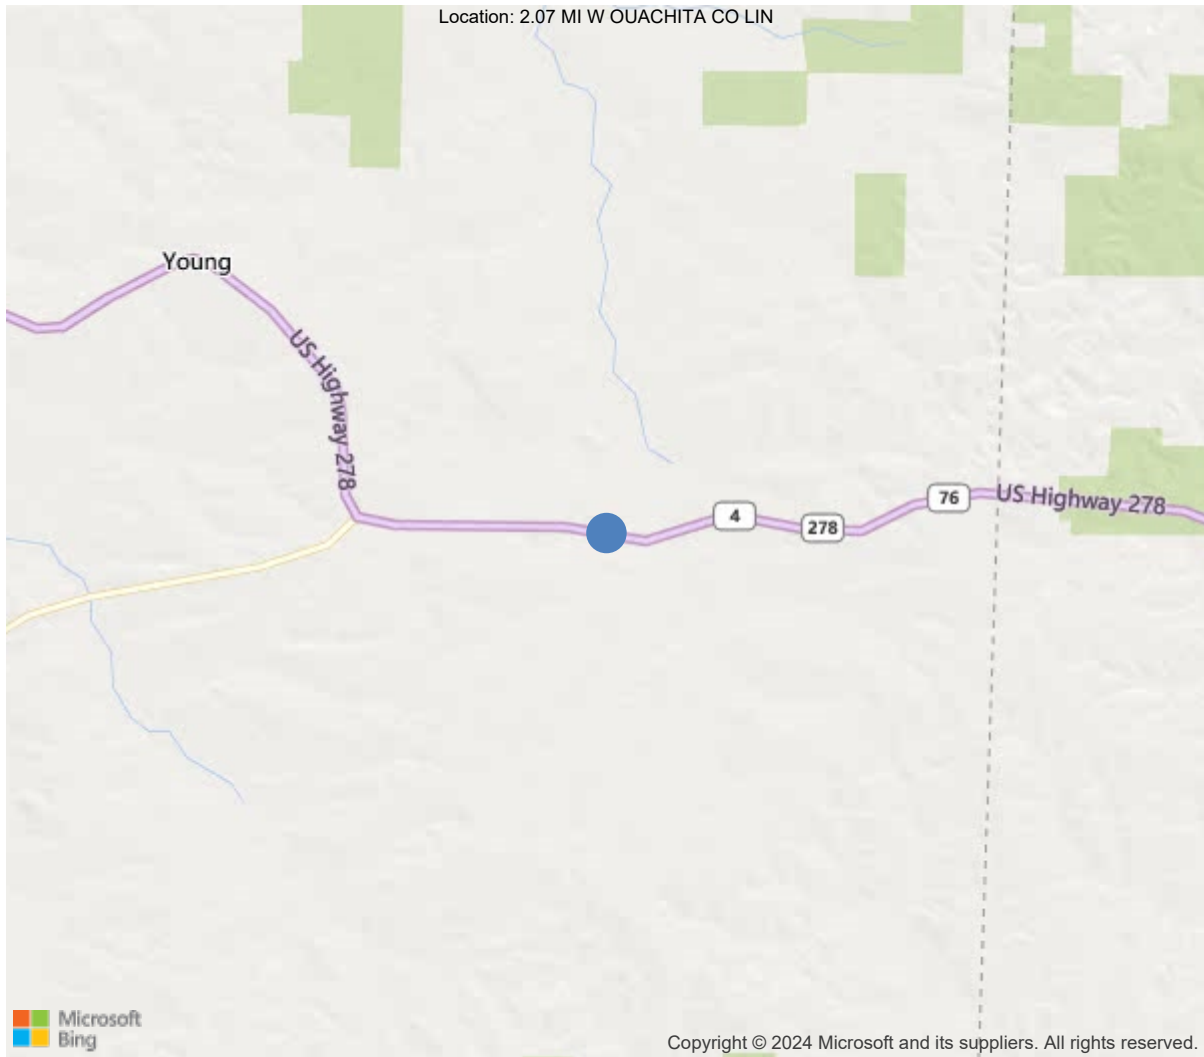 Location: 2.07 MI W OUACHITA CO LIN
Young
US Highway 278
4
278
76
US Highway 278
Microsoft
Bing
Copyright © 2024 Microsoft and its suppliers. All rights reserved.